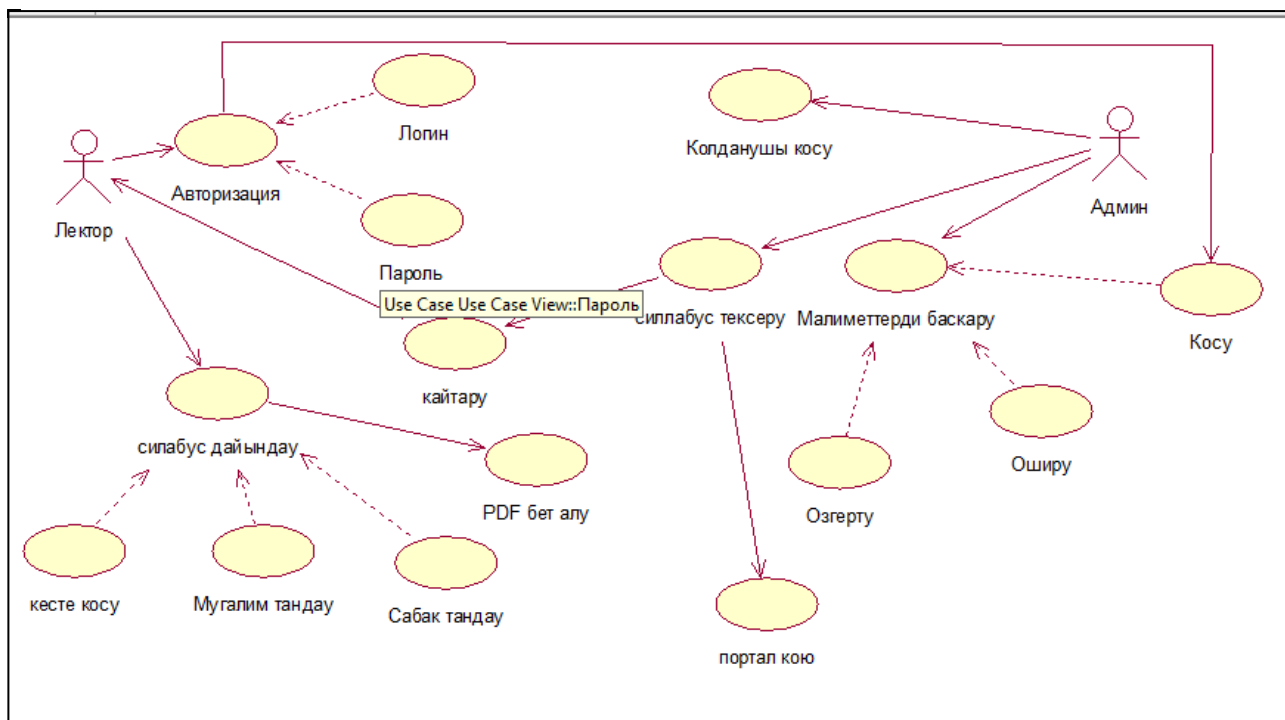 Логин
Колданушы косу
Авторизация
Админ
Лектор
Пароль
Use Case Use Case View::Пароль
силлабус тексеру
Малиметтерди баскару
Косу
кайтару
силабус дайындау
Оширу
PDF бет алу
Озгерту
кесте косу
Мугалим тандау
Сабак тандау
портал кою